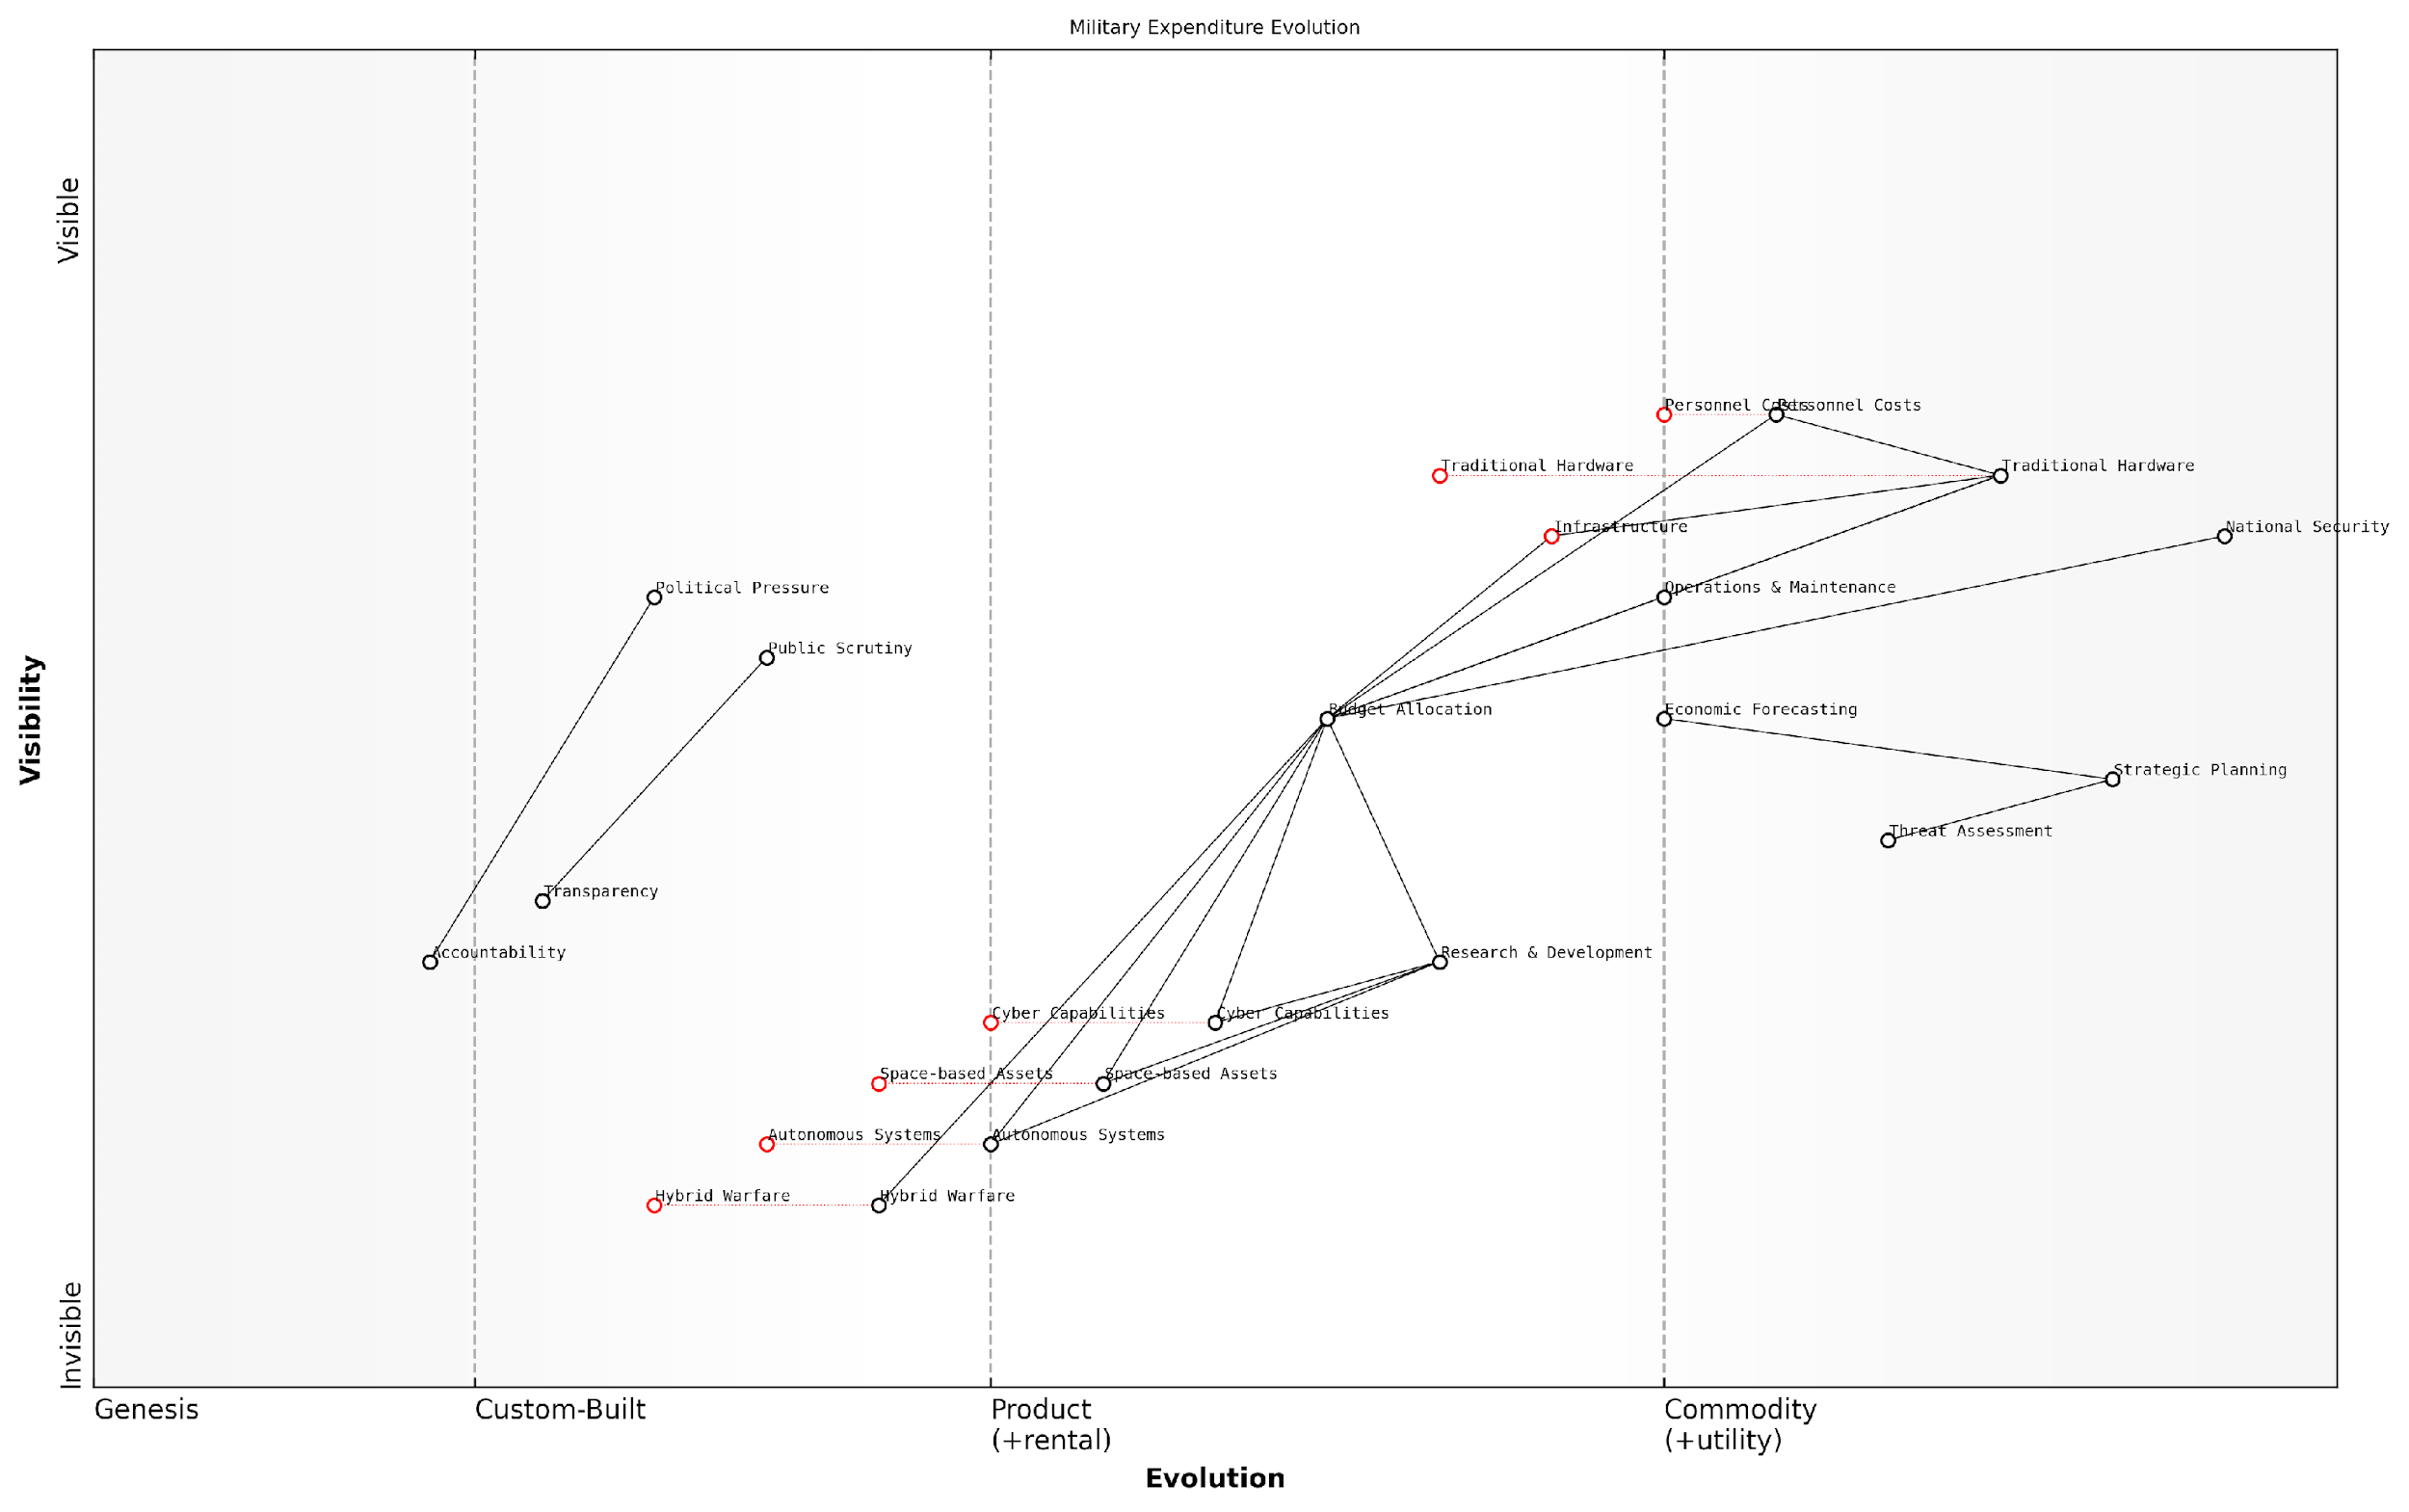 Military Expenditure Evolution
Visible
Personnel Costs
Personnel Costs
Traditional Hardware
Traditional Hardware
Infrastructure
National Security
Political Pressure
Operations & Maintenance
Public Scrutiny
Visibility
Budget Allocation
Economic Forecasting
Strategic Planning
Threat Assessment
Transparency
Accountability
Research & Development
Cyber Capabilities
Cyber Capabilities
Space-based Assets
Space-based Assets
Autonomous Systems
Autonomous Systems
Hybrid Warfare
Hybrid Warfare
Invisible
Genesis
Custom-Built
Product
(+rental)
Commodity
(+utility)
Evolution